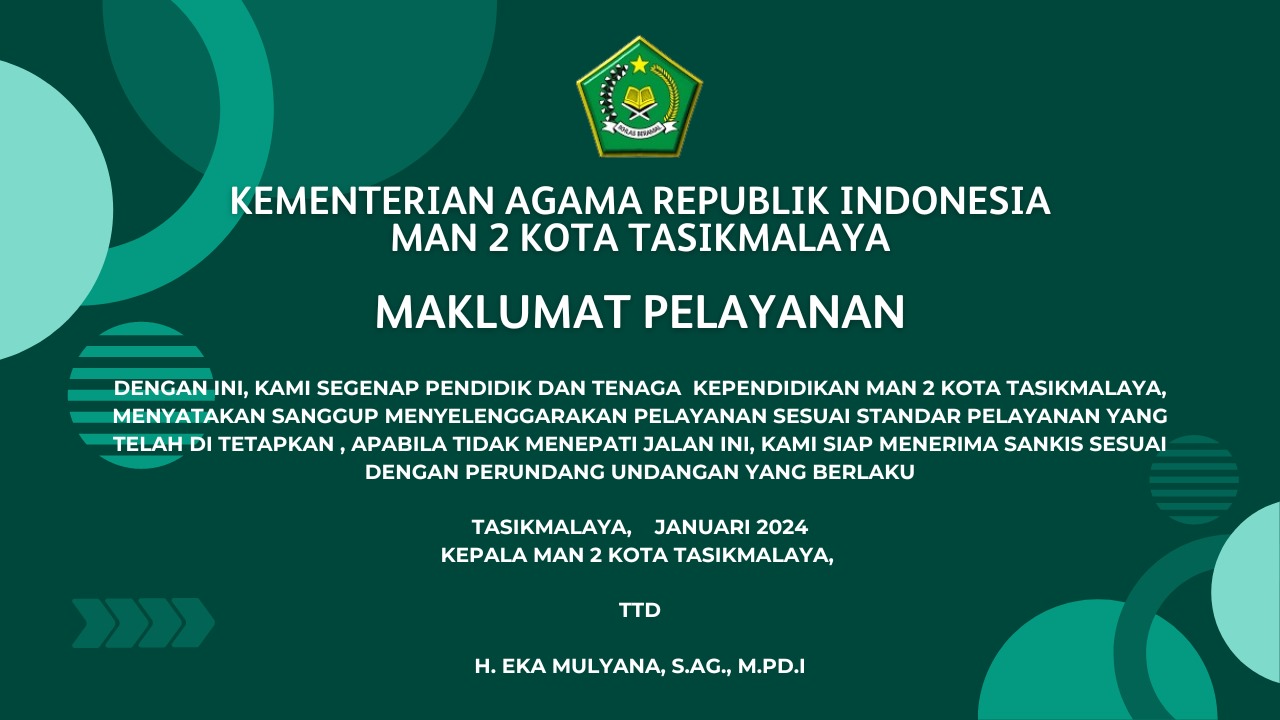 IKHLAS BERAMAL
KEMENTERIAN AGAMA REPUBLIK INDONESIA
MAN 2 KOTA TASIKMALAYA
MAKLUMAT PELAYANAN
DENGAN INI, KAMI SEGENAP PENDIDIK DAN TENAGA  KEPENDIDIKAN MAN 2 KOTA TASIKMALAYA,
MENYATAKAN SANGGUP MENYELENGGARAKAN PELAYANAN SESUAI STANDAR PELAYANAN YANG
TELAH DI TETAPKAN , APABILA TIDAK MENEPATI JALAN INI, KAMI SIAP MENERIMA SANKIS SESUAI
DENGAN PERUNDANG UNDANGAN YANG BERLAKU
TASIKMALAYA,    JANUARI 2024
KEPALA MAN 2 KOTA TASIKMALAYA,
TTD
H. EKA MULYANA, S.AG., M.PD.I